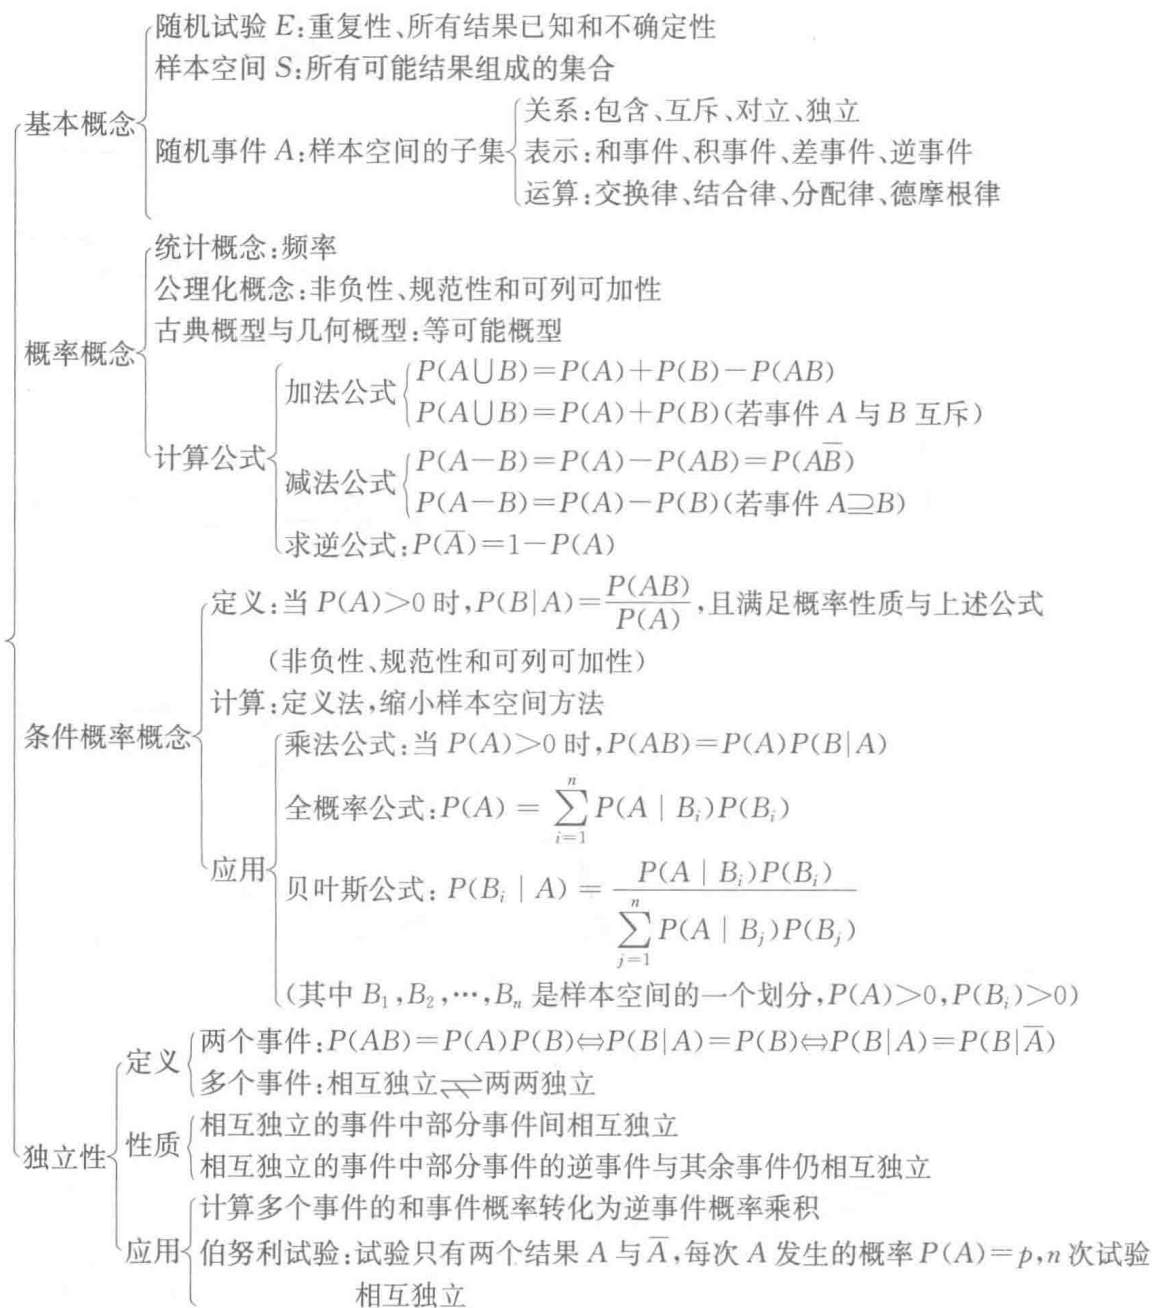 随机试验 E:重复性、所有结果已知和不确定性
样本空间 S:所有可能结果组成的集合
基本概念
随机事件 A:样本空间的子集
关系:包含、互斥、对立、独立
表示:和事件、积事件、差事件、逆事件
运算:交换律、结合律、分配律、德摩根律
统计概念:频率
公理化概念:非负性、规范性和可列可加性
古典概型与几何概型:等可能概型
概率概念
计算公式
加法公式
P(A∪B)=P(A)+P(B)-P(AB)
P(A∪B)=P(A)+P(B)(若事件 A 与 B 互斥)
减法公式
P(A-B)=P(A)-P(AB)=P(AB̅)
P(A-B)=P(A)-P(B)(若事件 A⊇B)
求逆公式:P(A̅)=1-P(A)
定义:当 P(A)>0 时,P(B|A)=P(AB)/P(A),且满足概率性质与上述公式
(非负性、规范性和可列可加性)
计算:定义法,缩小样本空间方法
条件概率概念
应用
乘法公式:当 P(A)>0 时,P(AB)=P(A)P(B|A)
全概率公式:P(A) = ∑_{i=1}^{n} P(A | B_i)P(B_i)
贝叶斯公式: P(B_i | A) = P(A | B_i)P(B_i) / ∑_{j=1}^{n} P(A | B_j)P(B_j)
(其中 B₁,B₂,…,Bₙ 是样本空间的一个划分,P(A)>0,P(B_i)>0)
独立性
定义
两个事件:P(AB)=P(A)P(B)⇔P(B|A)=P(B)⇔P(B|A)=P(B|A̅)
多个事件:相互独立⇌̸两两独立
性质
相互独立的事件中部分事件间相互独立
相互独立的事件中部分事件的逆事件与其余事件仍相互独立
应用
计算多个事件的和事件概率转化为逆事件概率乘积
伯努利试验:试验只有两个结果 A 与 A̅,每次 A 发生的概率 P(A)=p,n 次试验
相互独立